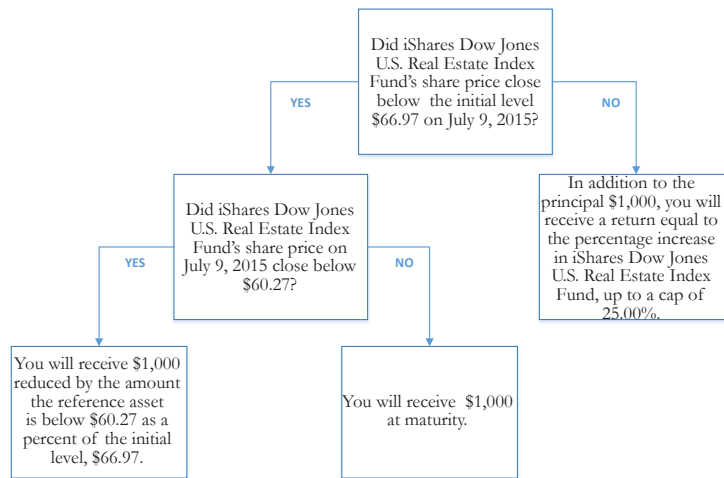 Did iShares Dow Jones
U.S. Real Estate Index
Fund's share price close
below the initial level
$66.97 on July 9, 2015?
YES
NO
Did iShares Dow Jones
U.S. Real Estate Index
Fund's share price on
July 9, 2015 close below
$60.27?
In addition to the
principal $1,000, you will
receive a return equal to
the percentage increase
in iShares Dow Jones
U.S. Real Estate Index
Fund, up to a cap of
25.00%.
YES
NO
You will receive $1,000
reduced by the amount
the reference asset
is below $60.27 as a
percent of the initial
level, $66.97.
You will receive $1,000
at maturity.